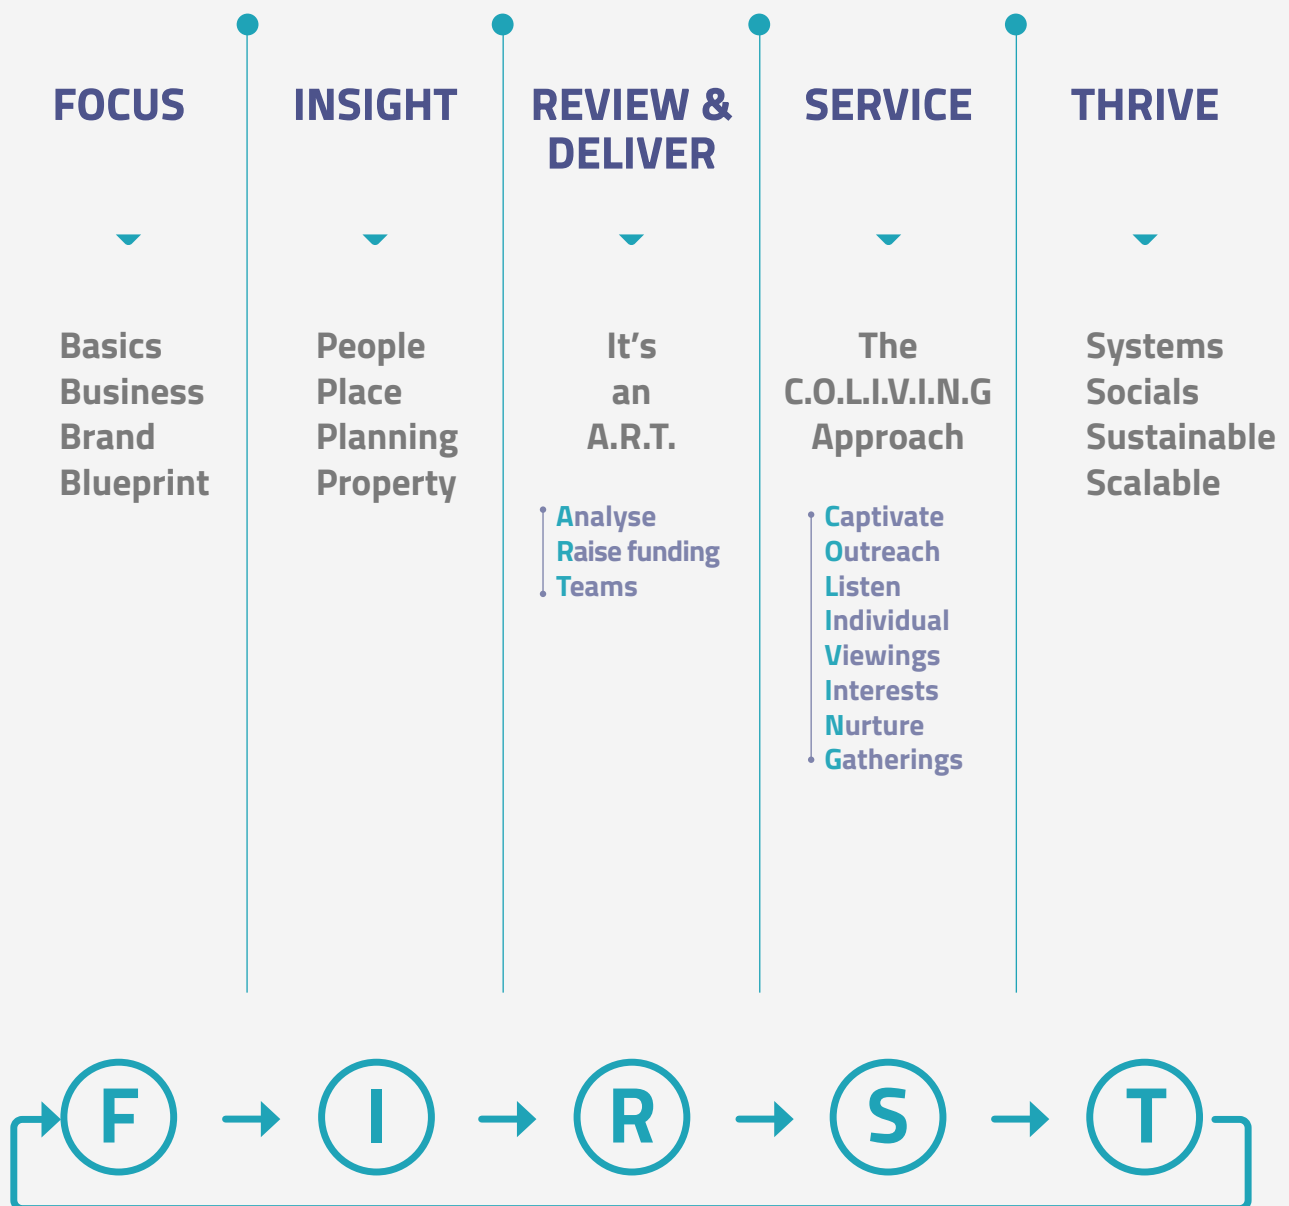 FOCUS
Basics
Business
Brand
Blueprint
INSIGHT
People
Place
Planning
Property
REVIEW &
DELIVER
It’s
an
A.R.T.
Analyse
Raise funding
Teams
SERVICE
The
C.O.L.I.V.I.N.G
Approach
Captivate
Outreach
Listen
Individual
Viewings
Interests
Nurture
Gatherings
THRIVE
Systems
Socials
Sustainable
Scalable
F
I
R
S
T